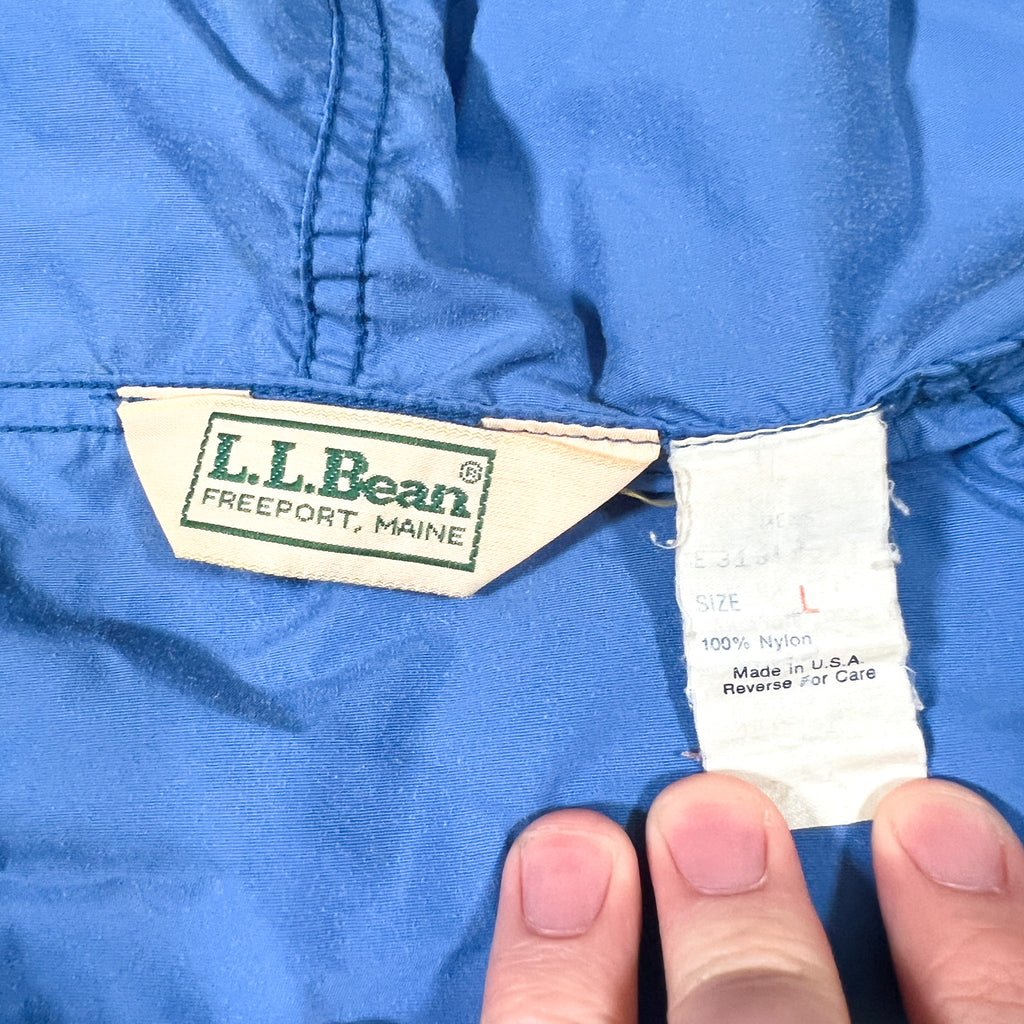 L.L.Bean®
FREEPORT, MAINE
SIZE L
100% Nylon
Made in U.S.A.
Reverse For Care